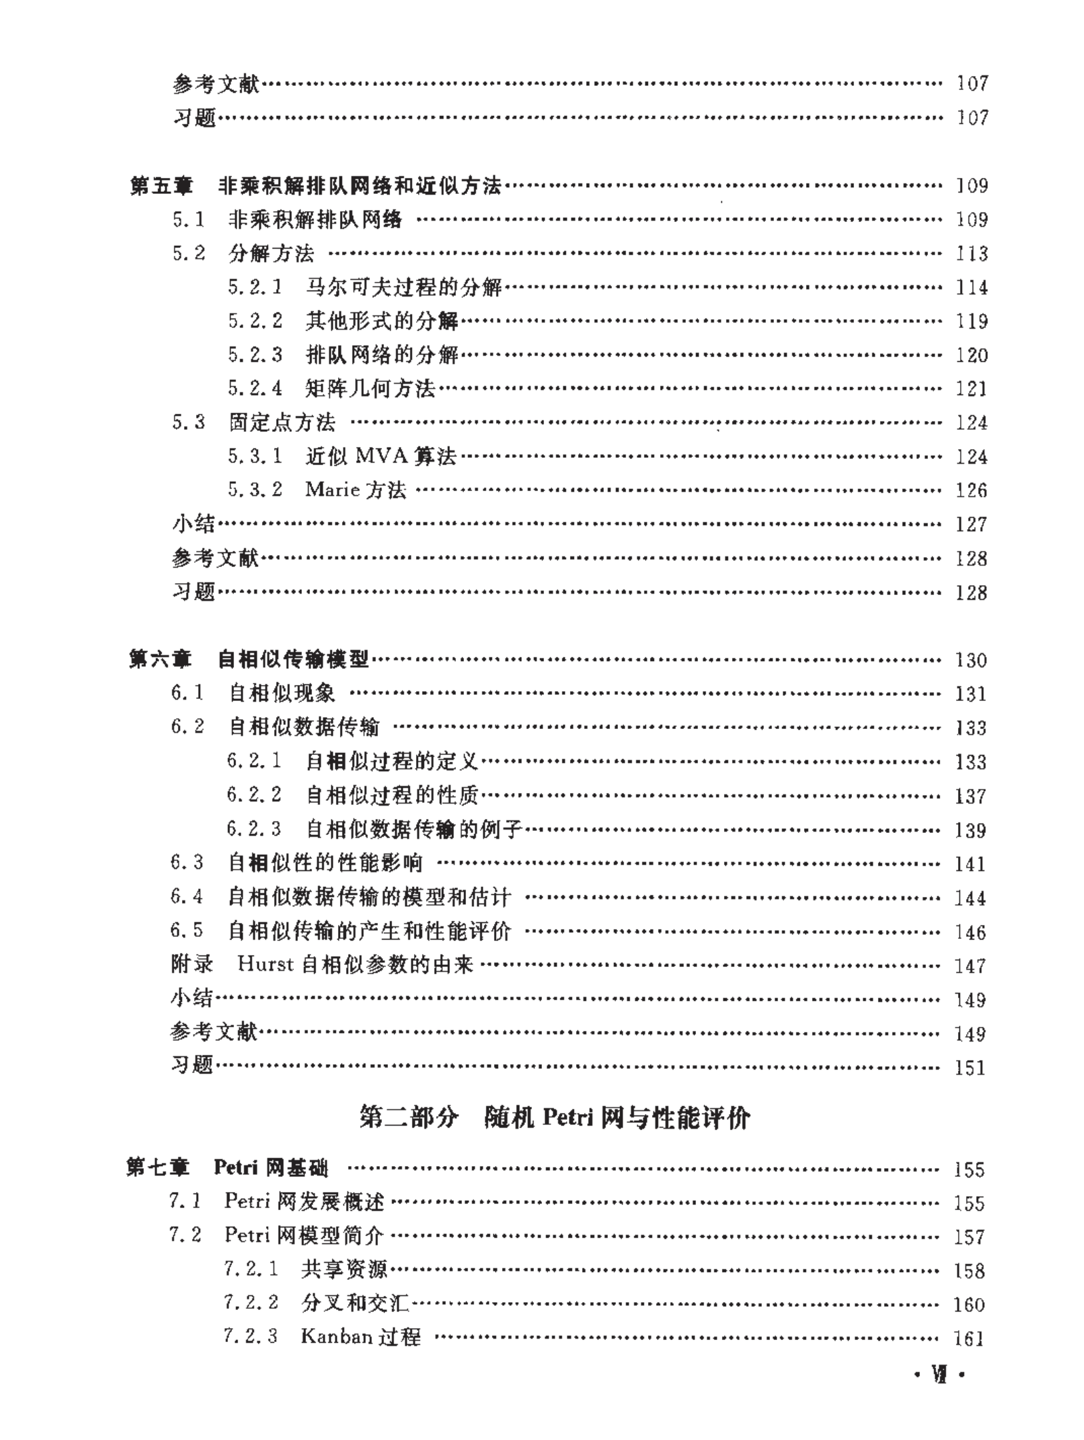 参考文献…………………………………………………… 107
习题…………………………………………………… 107
第五章 非乘积解排队网络和近似方法…………………………………………………… 109
5.1 非乘积解排队网络 …………………………………………………… 109
5.2 分解方法 …………………………………………………… 113
5.2.1 马尔可夫过程的分解…………………………………………………… 114
5.2.2 其他形式的分解…………………………………………………… 119
5.2.3 排队网络的分解…………………………………………………… 120
5.2.4 矩阵几何方法…………………………………………………… 121
5.3 固定点方法 …………………………………………………… 124
5.3.1 近似 MVA 算法…………………………………………………… 124
5.3.2 Marie 方法 …………………………………………………… 126
小结…………………………………………………… 127
参考文献…………………………………………………… 128
习题…………………………………………………… 128
第六章 自相似传输模型…………………………………………………… 130
6.1 自相似现象 …………………………………………………… 131
6.2 自相似数据传输 …………………………………………………… 133
6.2.1 自相似过程的定义…………………………………………………… 133
6.2.2 自相似过程的性质…………………………………………………… 137
6.2.3 自相似数据传输的例子…………………………………………………… 139
6.3 自相似性的性能影响 …………………………………………………… 141
6.4 自相似数据传输的模型和估计 …………………………………………………… 144
6.5 自相似传输的产生和性能评价 …………………………………………………… 146
附录 Hurst 自相似参数的由来 …………………………………………………… 147
小结…………………………………………………… 149
参考文献…………………………………………………… 149
习题…………………………………………………… 151
第二部分 随机 Petri 网与性能评价
第七章 Petri 网基础 …………………………………………………… 155
7.1 Petri 网发展概述…………………………………………………… 155
7.2 Petri 网模型简介…………………………………………………… 157
7.2.1 共享资源…………………………………………………… 158
7.2.2 分叉和交汇…………………………………………………… 160
7.2.3 Kanban 过程 …………………………………………………… 161